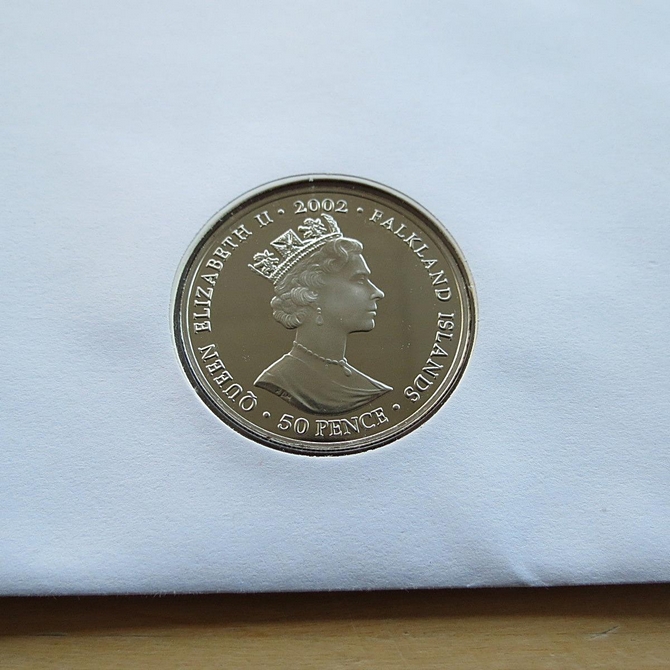 QUEEN ELIZABETH II · 2002 · FALKLAND ISLANDS · 50 PENCE ·